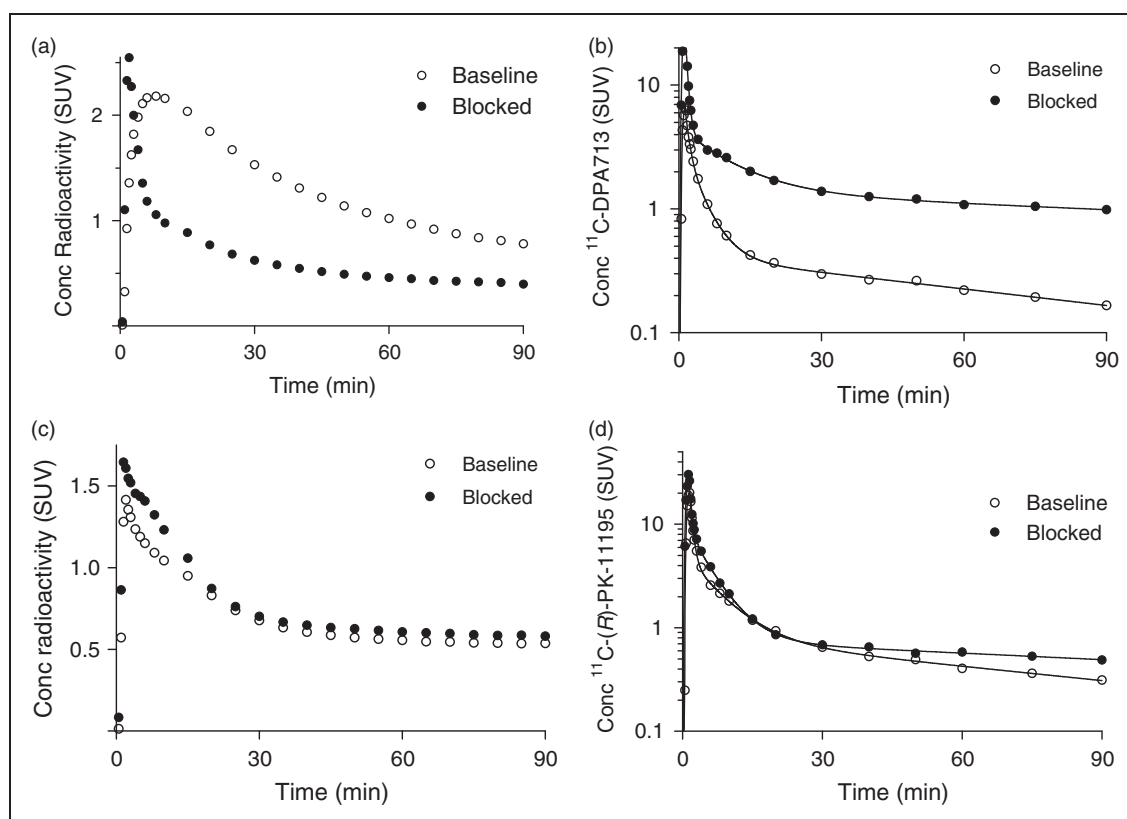 (a)
Conc Radioactivity (SUV)
2
1
0 30 60 90
Time (min)
Baseline
Blocked
(b)
Conc ¹¹C-DPA713 (SUV)
10
1
0.1
0 30 60 90
Time (min)
Baseline
Blocked
(c)
Conc radioactivity (SUV)
1.5
1.0
0.5
0 30 60 90
Time (min)
Baseline
Blocked
(d)
Conc ¹¹C-(R)-PK-11195 (SUV)
10
1
0.1
0 30 60 90
Time (min)
Baseline
Blocked